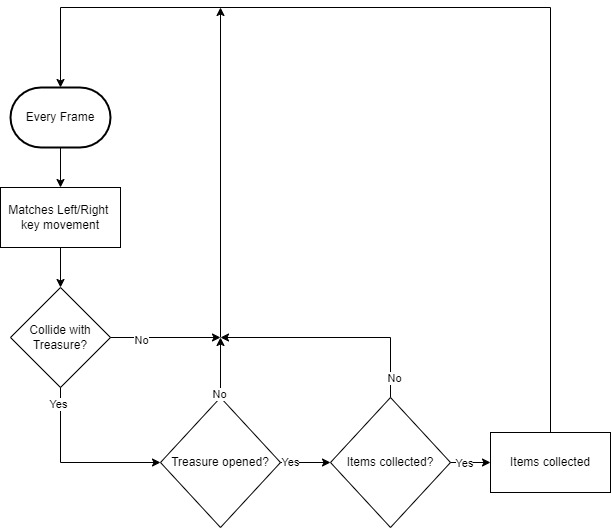 Every Frame
Matches Left/Right
key movement
Collide with
Treasure?
No
Yes
No
No
Treasure opened?
Yes
Items collected?
Yes
Items collected